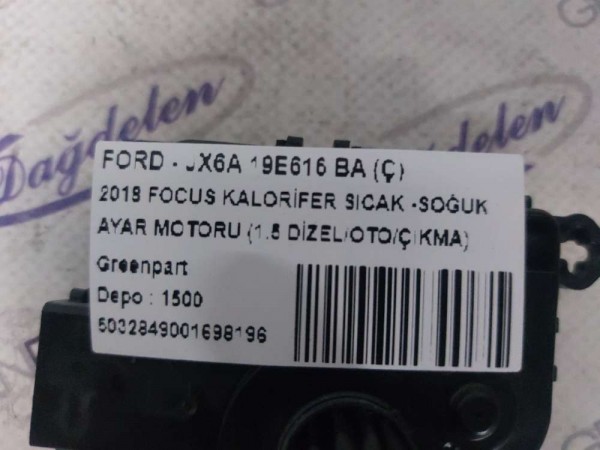 Dağdelen
Dağdelen
FORD - JX6A 19E616 BA (Ç)
2018 FOCUS KALORİFER SICAK -SOĞUK
AYAR MOTORU (1.5 DİZEL/OTO/ÇIKMA)
Greenpart
Depo : 1500
5032849001698196